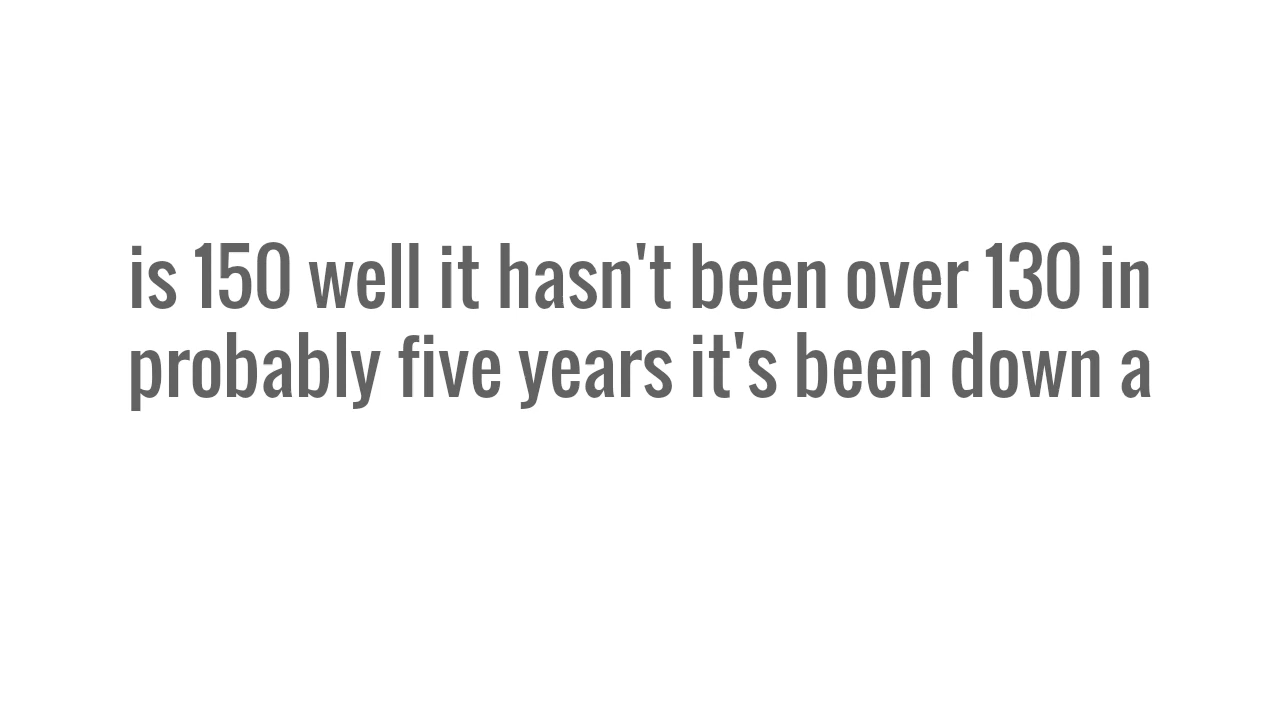 is 150 well it hasn't been over 130 in
probably five years it's been down a